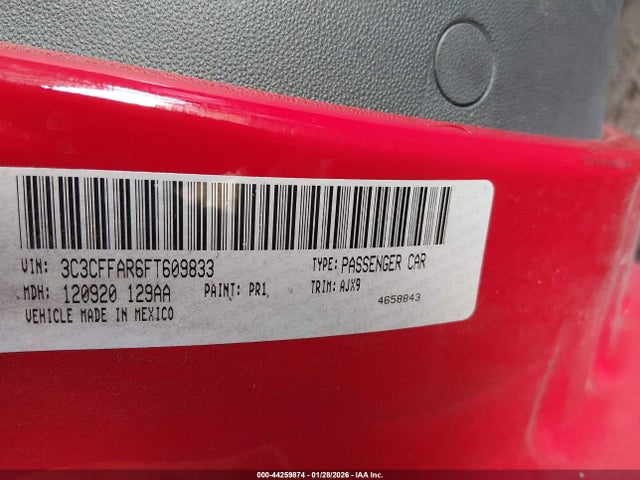 VIN: 3C3CFFAR6FT609833 TYPE: PASSENGER CAR
MDH: 120920 129AA PAINT: PR1 TRIM: AJX9
VEHICLE MADE IN MEXICO 4658843
000-44259874 | 01/28/2026 - IAA Inc.